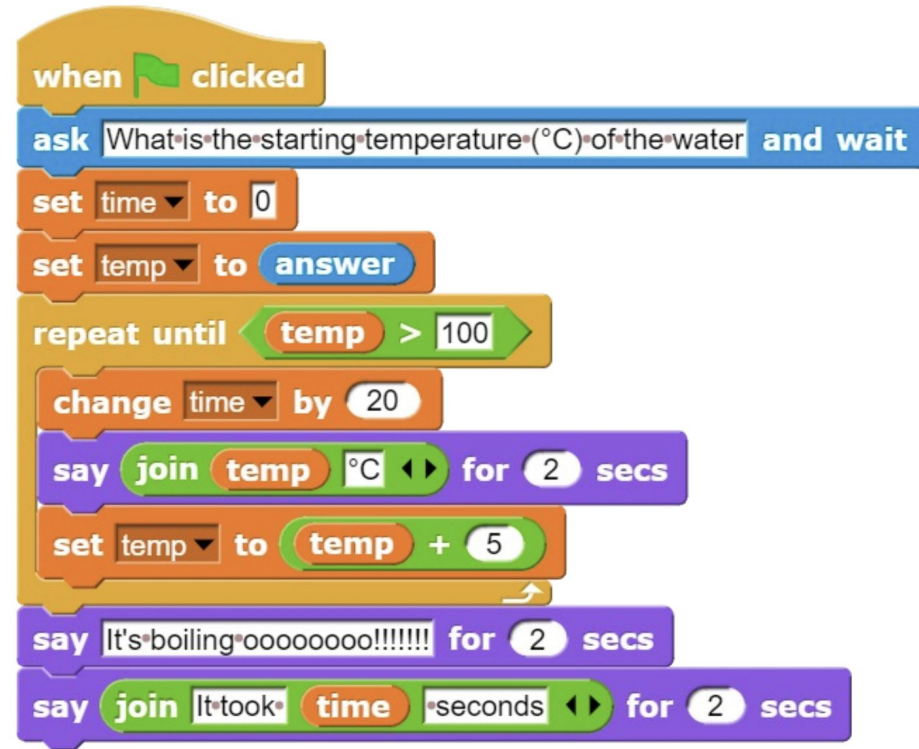 when clicked
ask What is the starting temperature (°C) of the water and wait
set time to 0
set temp to answer
repeat until temp > 100
change time by 20
say join temp °C for 2 secs
set temp to temp + 5
say It's boiling oooooooo!!!!!!! for 2 secs
say join It took time seconds for 2 secs